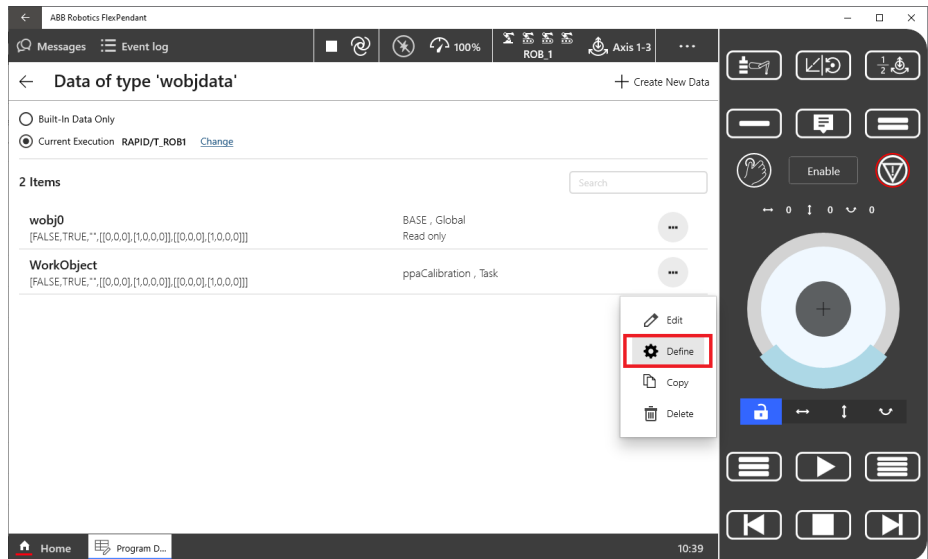 ABB Robotics FlexPendant
Messages Event log 100% ROB_1 Axis 1-3 ...
Data of type 'wobjdata' Create New Data
Built-In Data Only
Current Execution RAPID/T_ROB1 Change
2 Items Search
wobj0 BASE , Global
[FALSE,TRUE,"",[[0,0,0],[1,0,0,0]],[[0,0,0],[1,0,0,0]]] Read only
WorkObject ppaCalibration , Task
[FALSE,TRUE,"",[[0,0,0],[1,0,0,0]],[[0,0,0],[1,0,0,0]]]
Edit
Define
Copy
Delete
Home Program D... 10:39
1/2
Enable
0 0 0